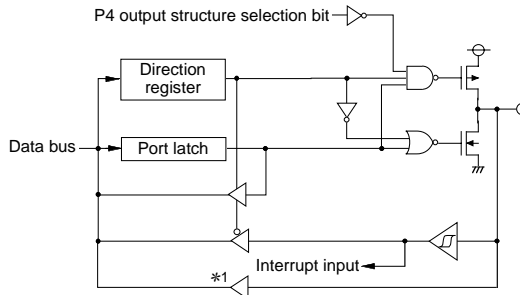 P4 output structure selection bit
Direction
register
Data bus
Port latch
Interrupt input
*1